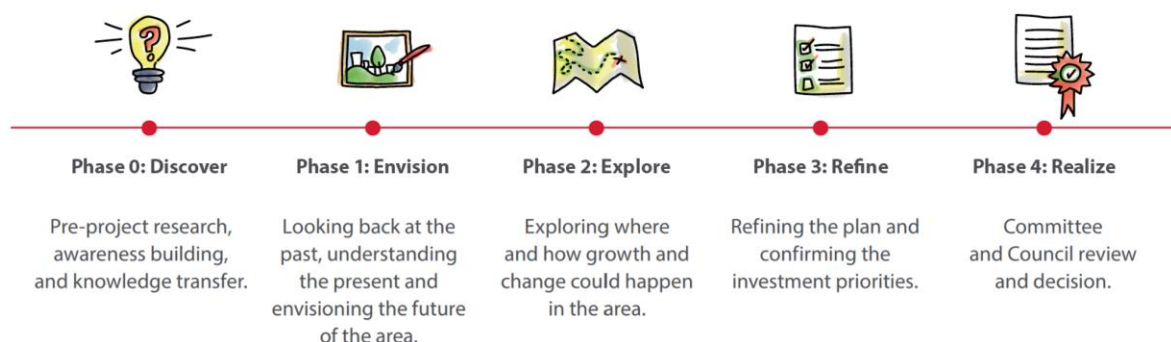 ?
Phase 0: Discover
Pre-project research,
awareness building,
and knowledge transfer.
Phase 1: Envision
Looking back at the
past, understanding
the present and
envisioning the future
of the area.
Phase 2: Explore
Exploring where
and how growth and
change could happen
in the area.
Phase 3: Refine
Refining the plan and
confirming the
investment priorities.
Phase 4: Realize
Committee
and Council review
and decision.